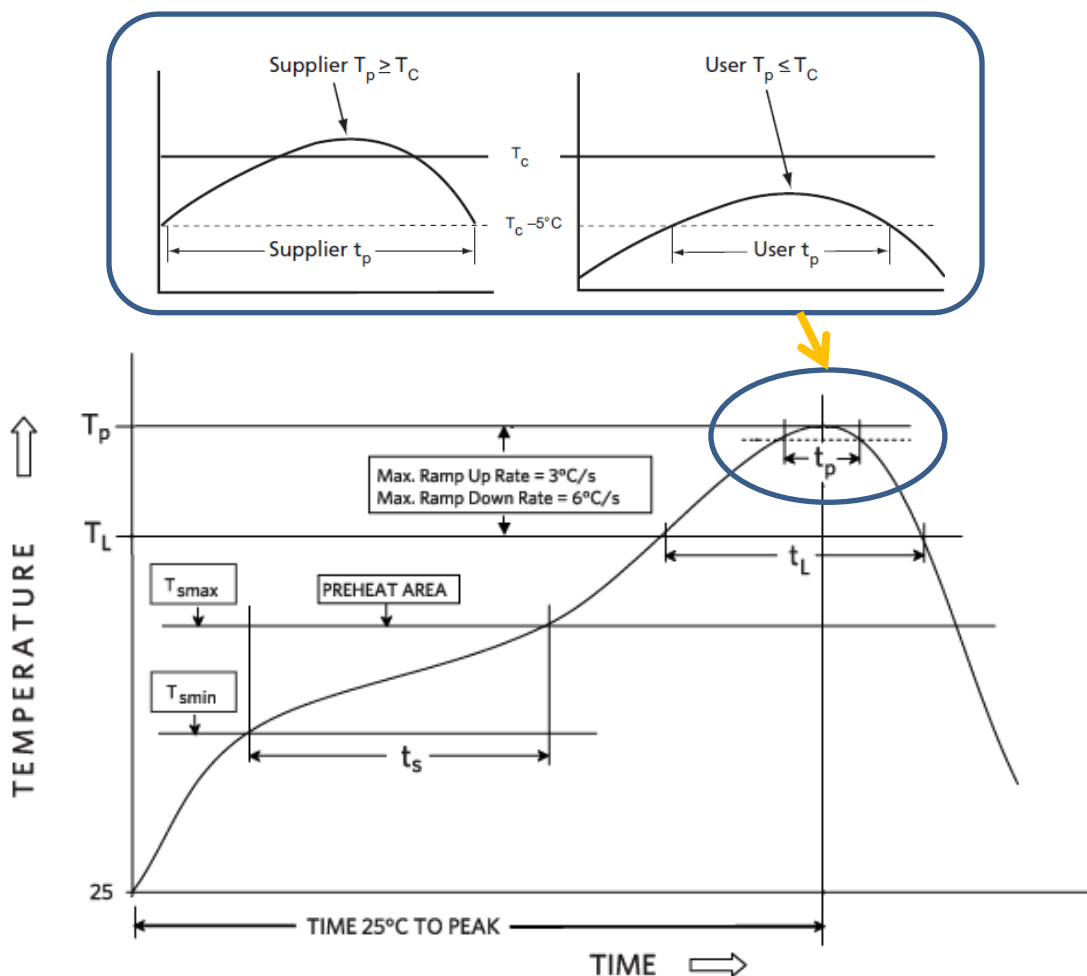 Supplier Tp ≥ TC
User Tp ≤ TC
Tc
Tc –5°C
Supplier tp
User tp
Tp
tp
Max. Ramp Up Rate = 3°C/s
Max. Ramp Down Rate = 6°C/s
TL
tL
Tsmax
PREHEAT AREA
Tsmin
ts
TEMPERATURE
25
TIME 25°C TO PEAK
TIME